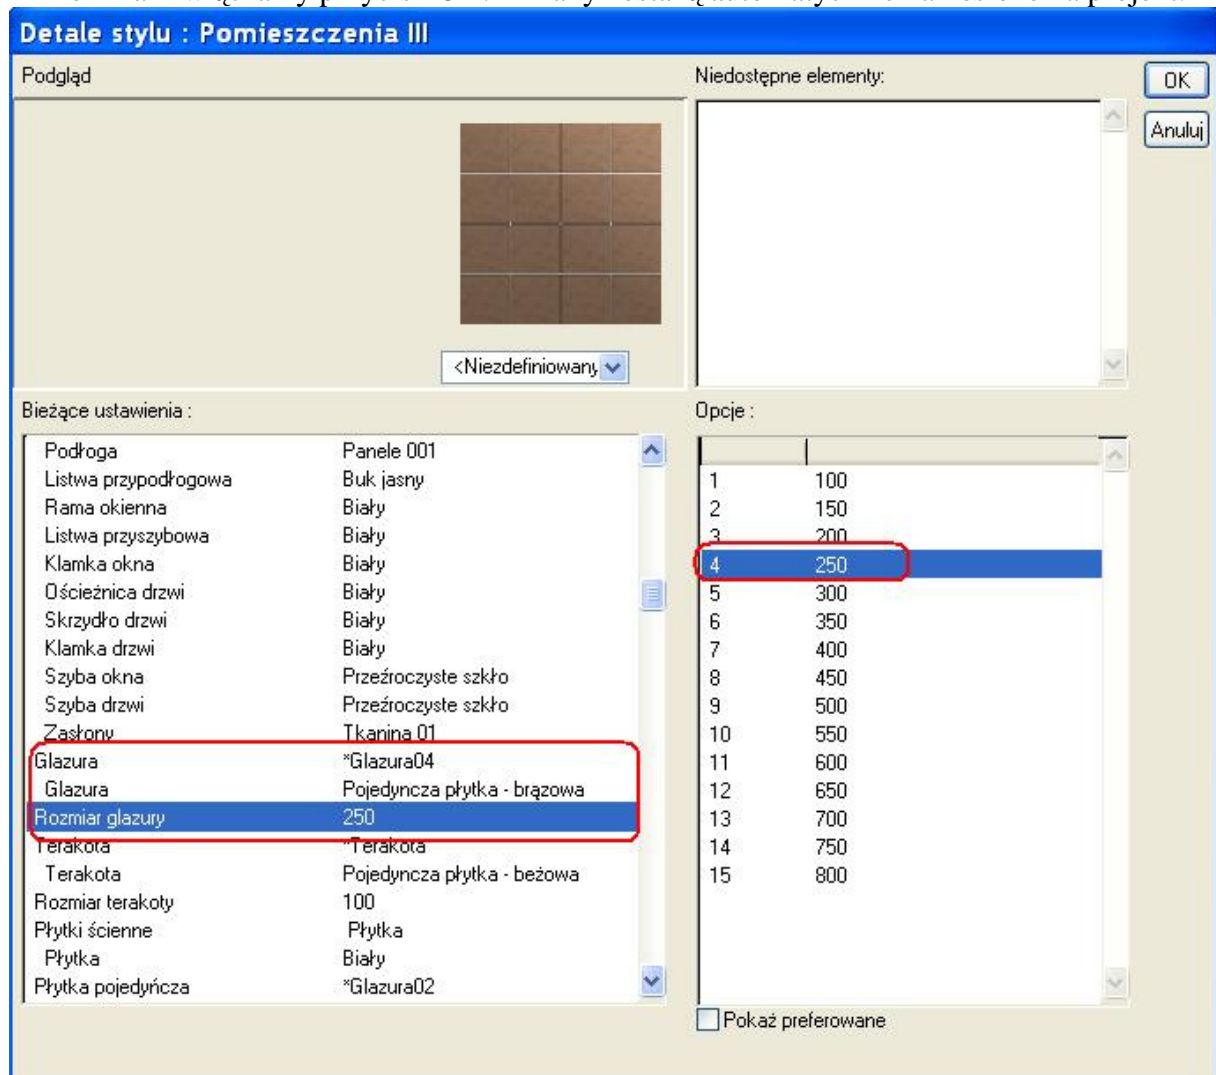 Detale stylu : Pomieszczenia III
Podgląd
Niedostępne elementy:
OK
Anuluj
<Niezdefiniowany
Bieżące ustawienia :
Podłoga Panele 001
Listwa przypodłogowa Buk jasny
Rama okienna Biały
Listwa przyszybowa Biały
Klamka okna Biały
Ościeżnica drzwi Biały
Skrzydło drzwi Biały
Klamka drzwi Biały
Szyba okna Przeźroczyste szkło
Szyba drzwi Przeźroczyste szkło
Zasłony Tkanina 01
Glazura *Glazura04
Glazura Pojedyncza płytka - brązowa
Rozmiar glazury 250
Terakota *Terakota
Terakota Pojedyncza płytka - beżowa
Rozmiar terakoty 100
Płytki ścienne Płytka
Płytka Biały
Płytka pojedyńcza *Glazura02
Opcje :
1 100
2 150
3 200
4 250
5 300
6 350
7 400
8 450
9 500
10 550
11 600
12 650
13 700
14 750
15 800
Pokaż preferowane